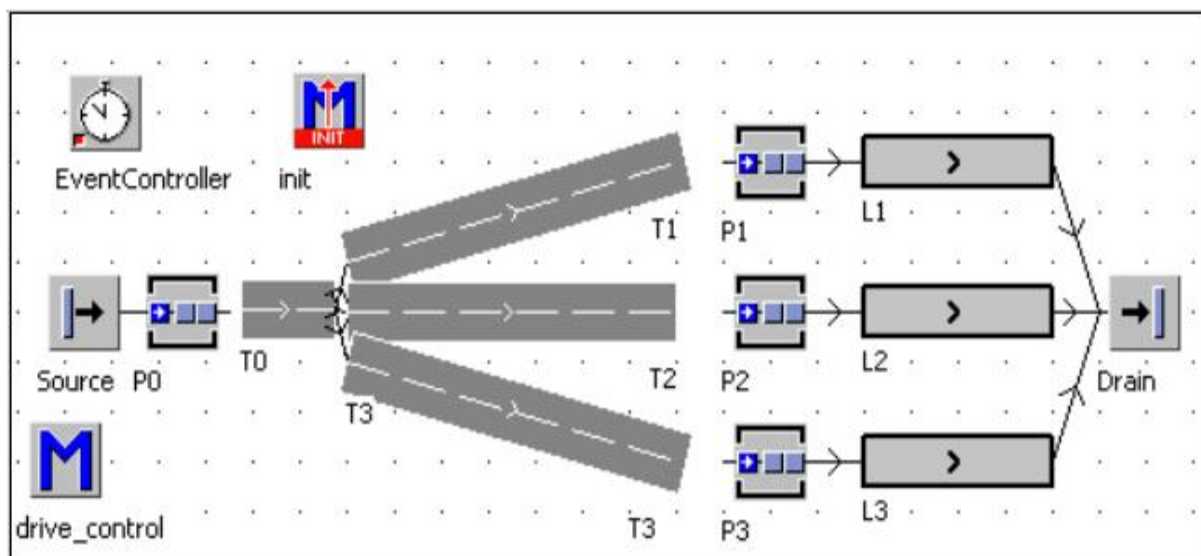 INIT
EventController
init
T1
P1
L1
Source
P0
T0
T2
P2
L2
Drain
T3
drive_control
T3
P3
L3